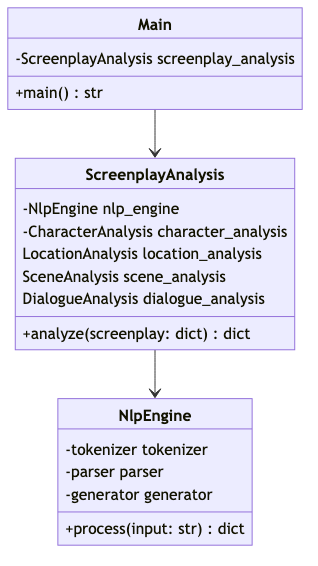 Main
-ScreenplayAnalysis screenplay_analysis
+main() : str
ScreenplayAnalysis
-NlpEngine nlp_engine
-CharacterAnalysis character_analysis
LocationAnalysis location_analysis
SceneAnalysis scene_analysis
DialogueAnalysis dialogue_analysis
+analyze(screenplay: dict) : dict
NlpEngine
-tokenizer tokenizer
-parser parser
-generator generator
+process(input: str) : dict